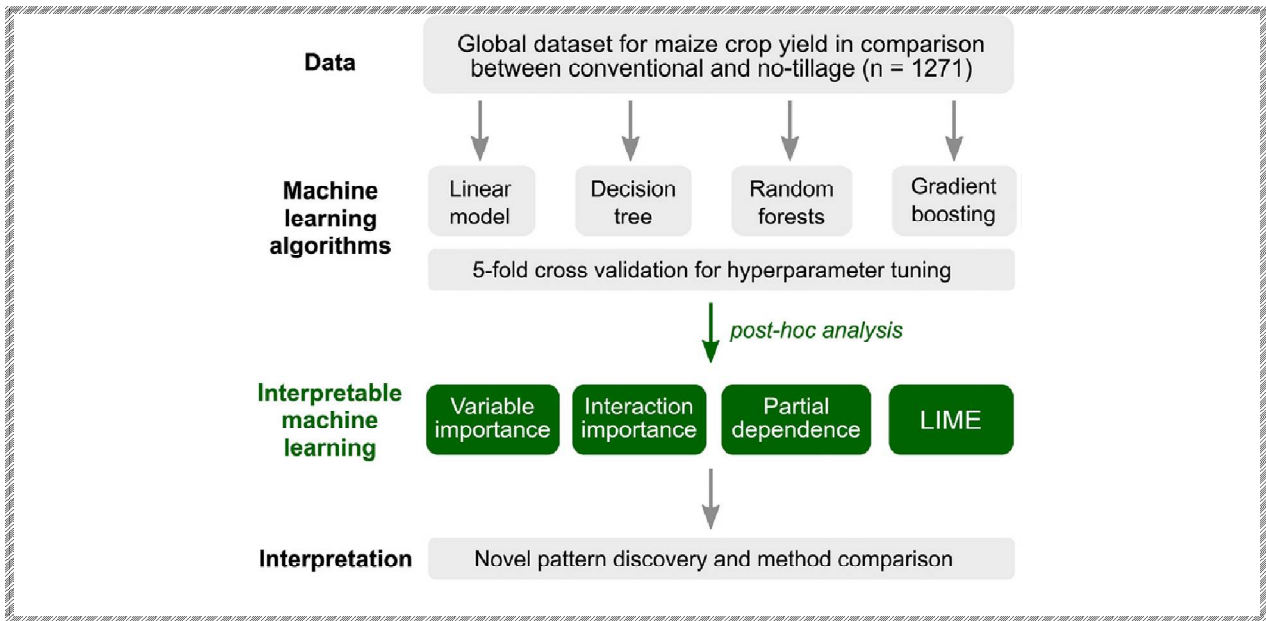 Data
Global dataset for maize crop yield in comparison
between conventional and no-tillage (n = 1271)
Machine
learning
algorithms
Linear
model
Decision
tree
Random
forests
Gradient
boosting
5-fold cross validation for hyperparameter tuning
post-hoc analysis
Interpretable
machine
learning
Variable
importance
Interaction
importance
Partial
dependence
LIME
Interpretation
Novel pattern discovery and method comparison